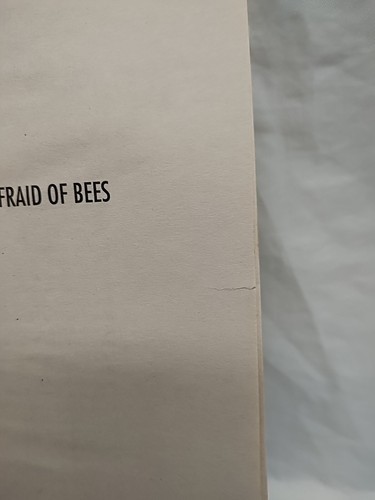 FRAID OF BEES